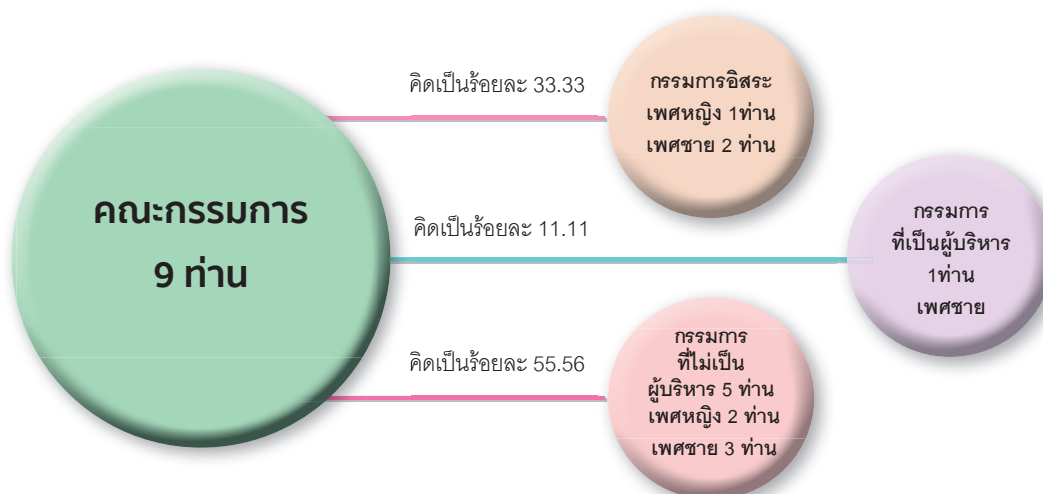 คณะกรรมการ
9 ท่าน
คิดเป็นร้อยละ 33.33
กรรมการอิสระ
เพศหญิง 1ท่าน
เพศชาย 2 ท่าน
คิดเป็นร้อยละ 11.11
กรรมการ
ที่เป็นผู้บริหาร
1ท่าน
เพศชาย
คิดเป็นร้อยละ 55.56
กรรมการ
ที่ไม่เป็น
ผู้บริหาร 5 ท่าน
เพศหญิง 2 ท่าน
เพศชาย 3 ท่าน